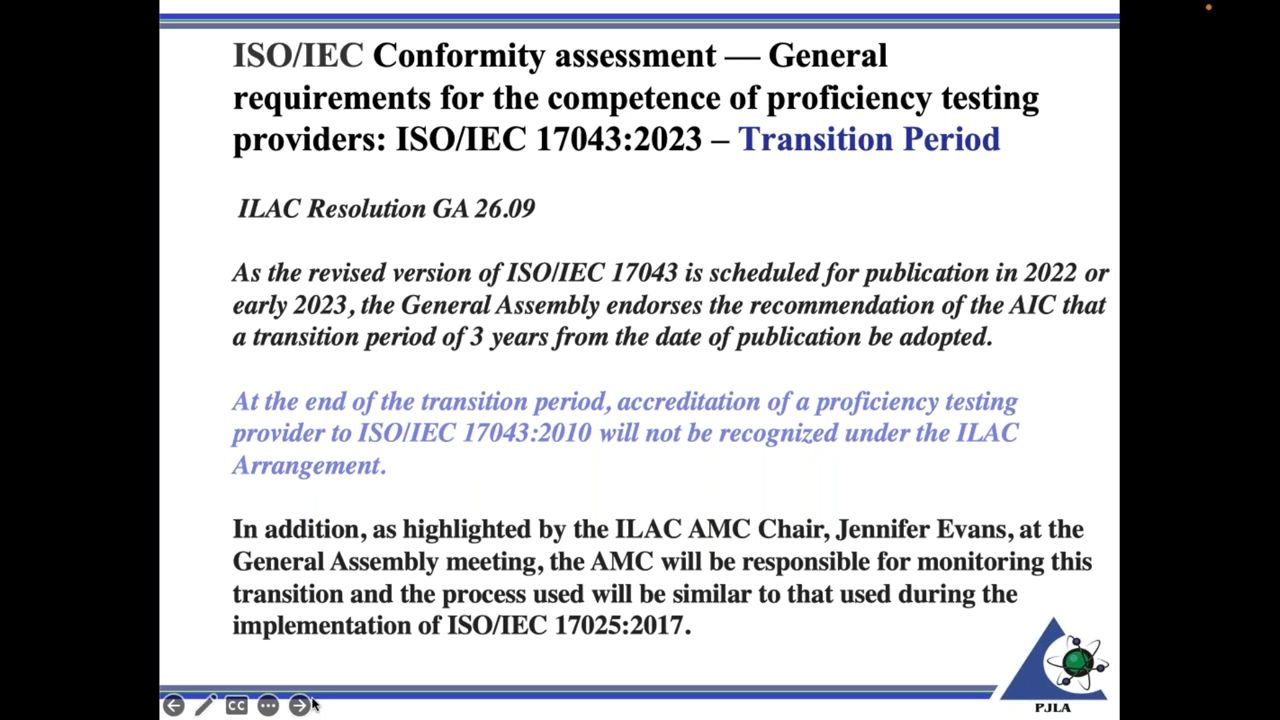 ISO/IEC Conformity assessment — General
requirements for the competence of proficiency testing
providers: ISO/IEC 17043:2023 – Transition Period
ILAC Resolution GA 26.09
As the revised version of ISO/IEC 17043 is scheduled for publication in 2022 or
early 2023, the General Assembly endorses the recommendation of the AIC that
a transition period of 3 years from the date of publication be adopted.
At the end of the transition period, accreditation of a proficiency testing
provider to ISO/IEC 17043:2010 will not be recognized under the ILAC
Arrangement.
In addition, as highlighted by the ILAC AMC Chair, Jennifer Evans, at the
General Assembly meeting, the AMC will be responsible for monitoring this
transition and the process used will be similar to that used during the
implementation of ISO/IEC 17025:2017.
PJLA
CC